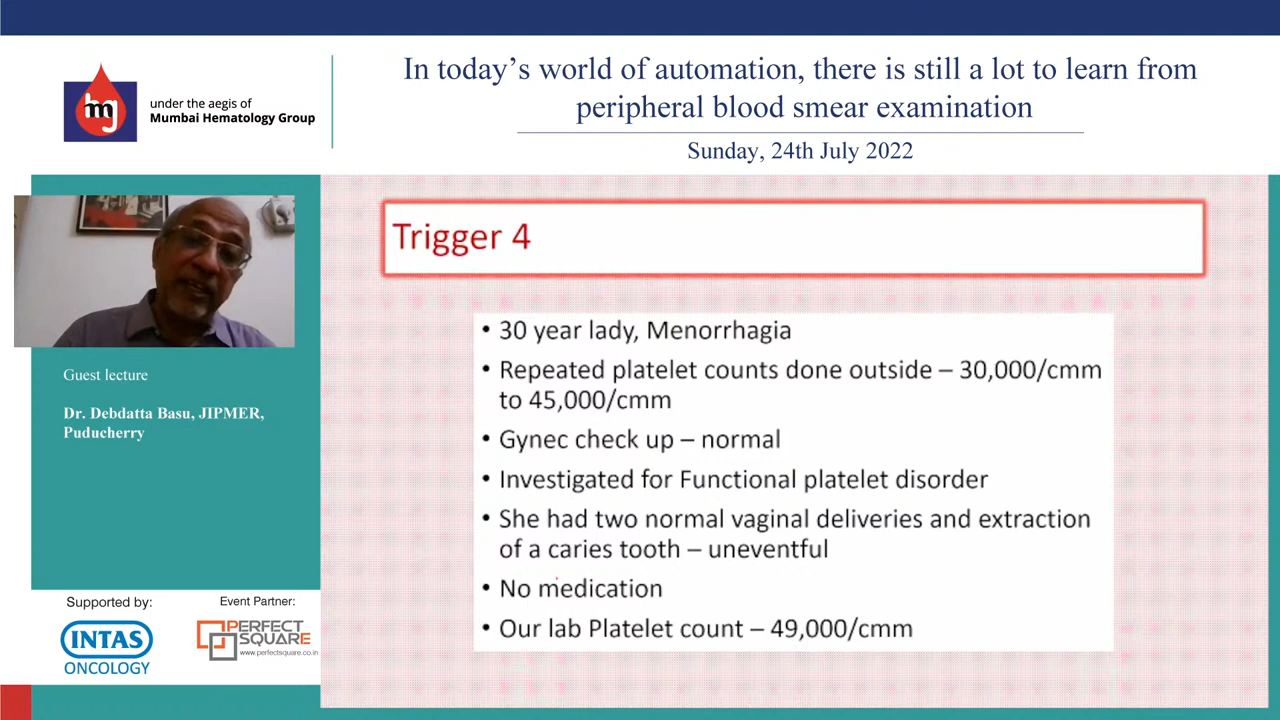 In today's world of automation, there is still a lot to learn from
peripheral blood smear examination
Sunday, 24th July 2022
mg
under the aegis of
Mumbai Hematology Group
Guest lecture
Dr. Debdatta Basu, JIPMER,
Puducherry
Supported by:
INTAS
ONCOLOGY
Event Partner:
PERFECT
SQUARE
www.perfectsquare.co.in
Trigger 4
• 30 year lady, Menorrhagia
• Repeated platelet counts done outside – 30,000/cmm
to 45,000/cmm
• Gynec check up – normal
• Investigated for Functional platelet disorder
• She had two normal vaginal deliveries and extraction
of a caries tooth – uneventful
• No medication
• Our lab Platelet count – 49,000/cmm